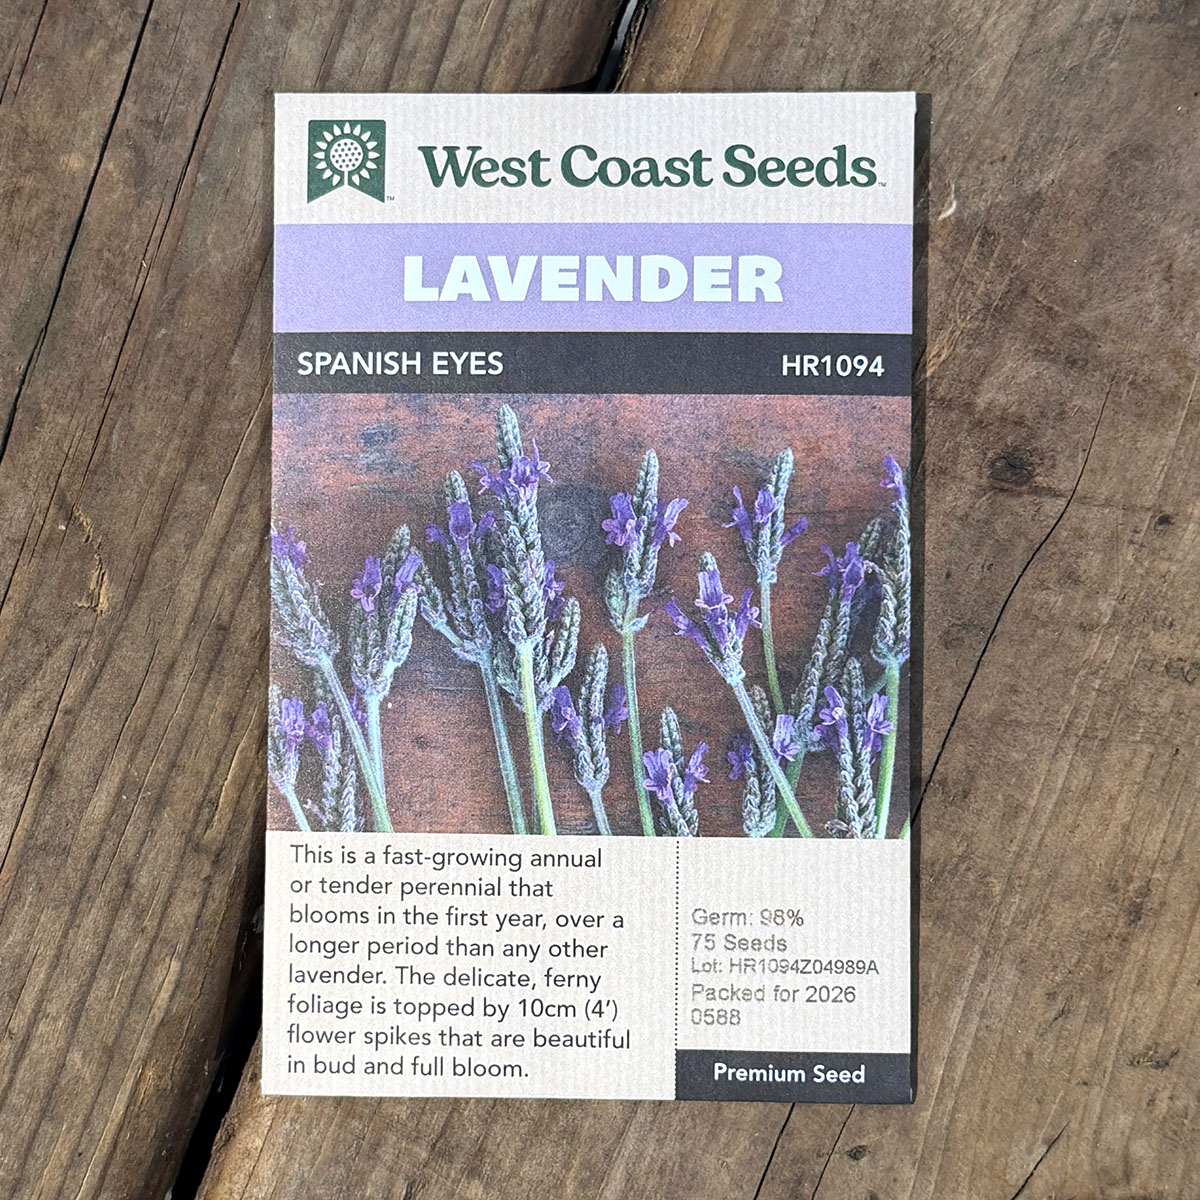 West Coast Seeds™
LAVENDER
SPANISH EYES HR1094
This is a fast-growing annual
or tender perennial that
blooms in the first year, over a
longer period than any other
lavender. The delicate, ferny
foliage is topped by 10cm (4’)
flower spikes that are beautiful
in bud and full bloom.
Germ: 98%
75 Seeds
Lot: HR1094Z04989A
Packed for 2026
0588
Premium Seed